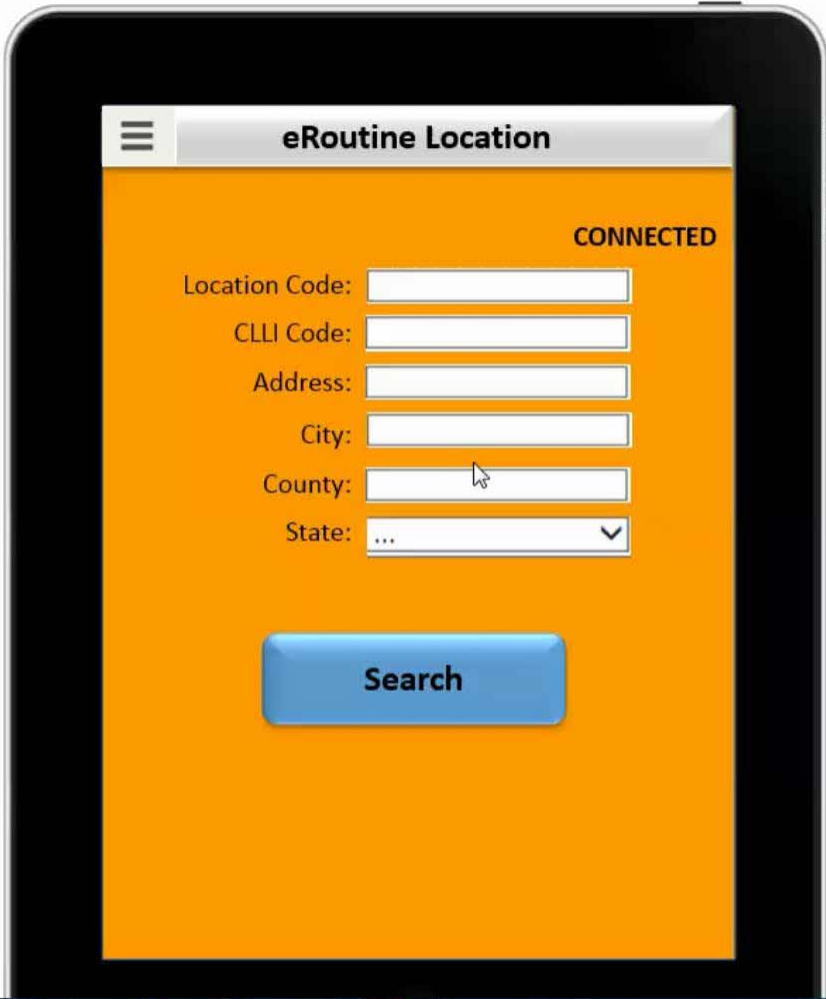 eRoutine Location
CONNECTED
Location Code:
CLLI Code:
Address:
City:
County:
State: ...
Search